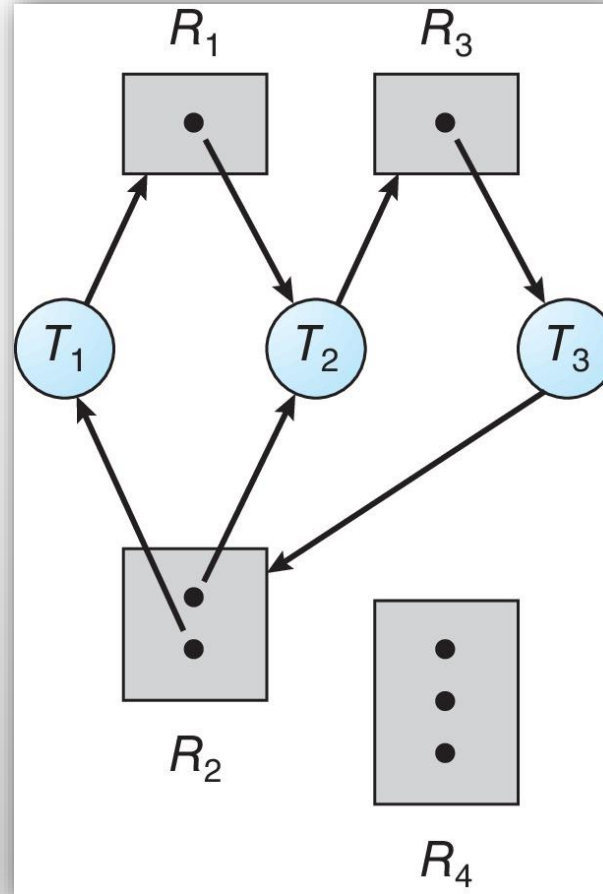 R₁ R₃
T₁ T₂ T₃
R₂
R₄